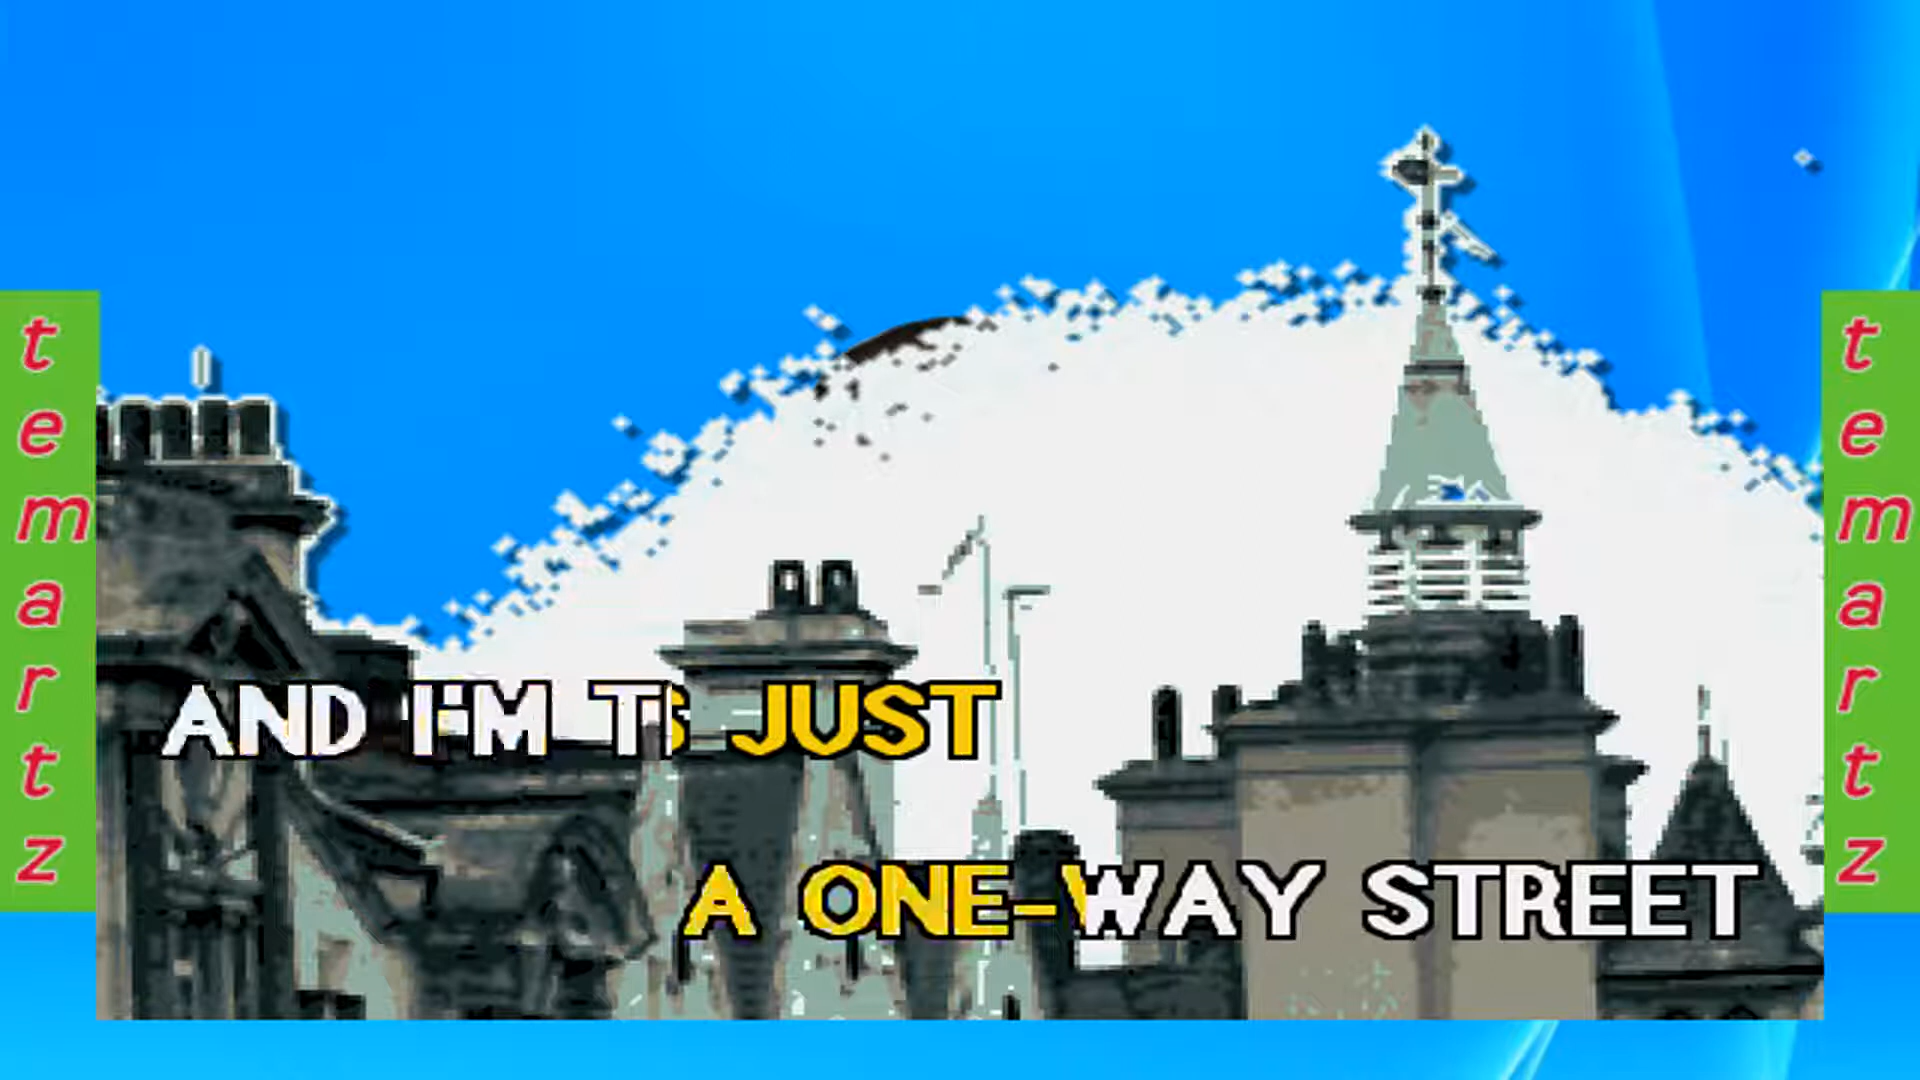 temartz
temartz
AND I'M T
JUST
A ONE-WAY STREET